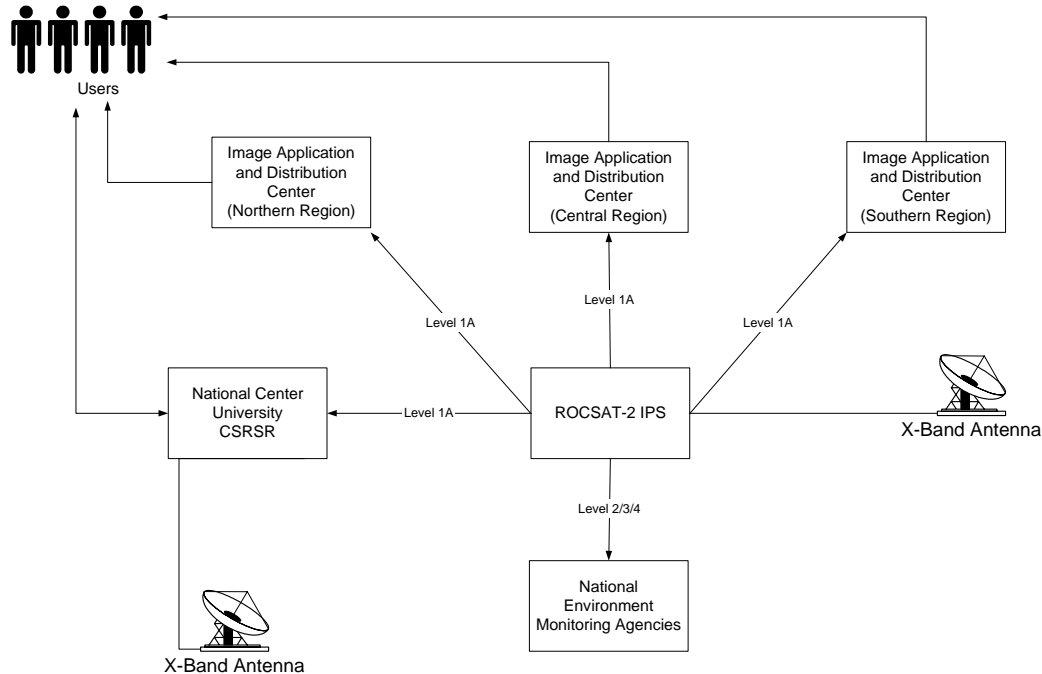 Users
Image Application
and Distribution
Center
(Northern Region)
Image Application
and Distribution
Center
(Central Region)
Image Application
and Distribution
Center
(Southern Region)
Level 1A
Level 1A
Level 1A
National Center
University
CSRSR
Level 1A
ROCSAT-2 IPS
X-Band Antenna
Level 2/3/4
National
Environment
Monitoring Agencies
X-Band Antenna